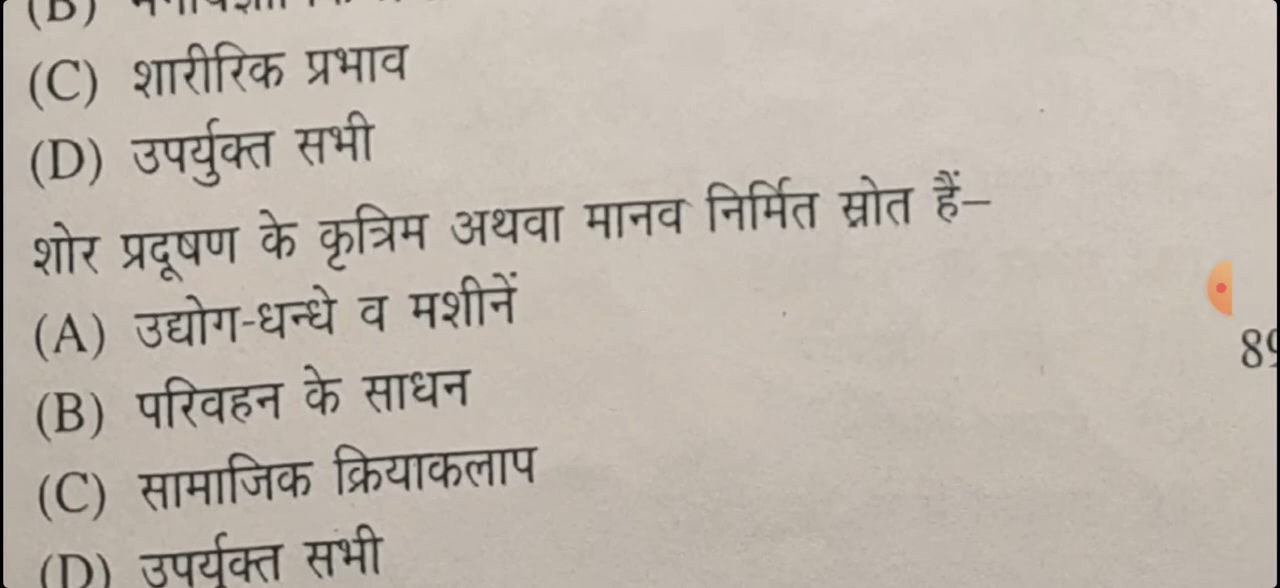 (B)
(C) शारीरिक प्रभाव
(D) उपर्युक्त सभी
शोर प्रदूषण के कृत्रिम अथवा मानव निर्मित स्रोत हैं–
(A) उद्योग-धन्धे व मशीनें
(B) परिवहन के साधन
(C) सामाजिक क्रियाकलाप
(D) उपर्युक्त सभी